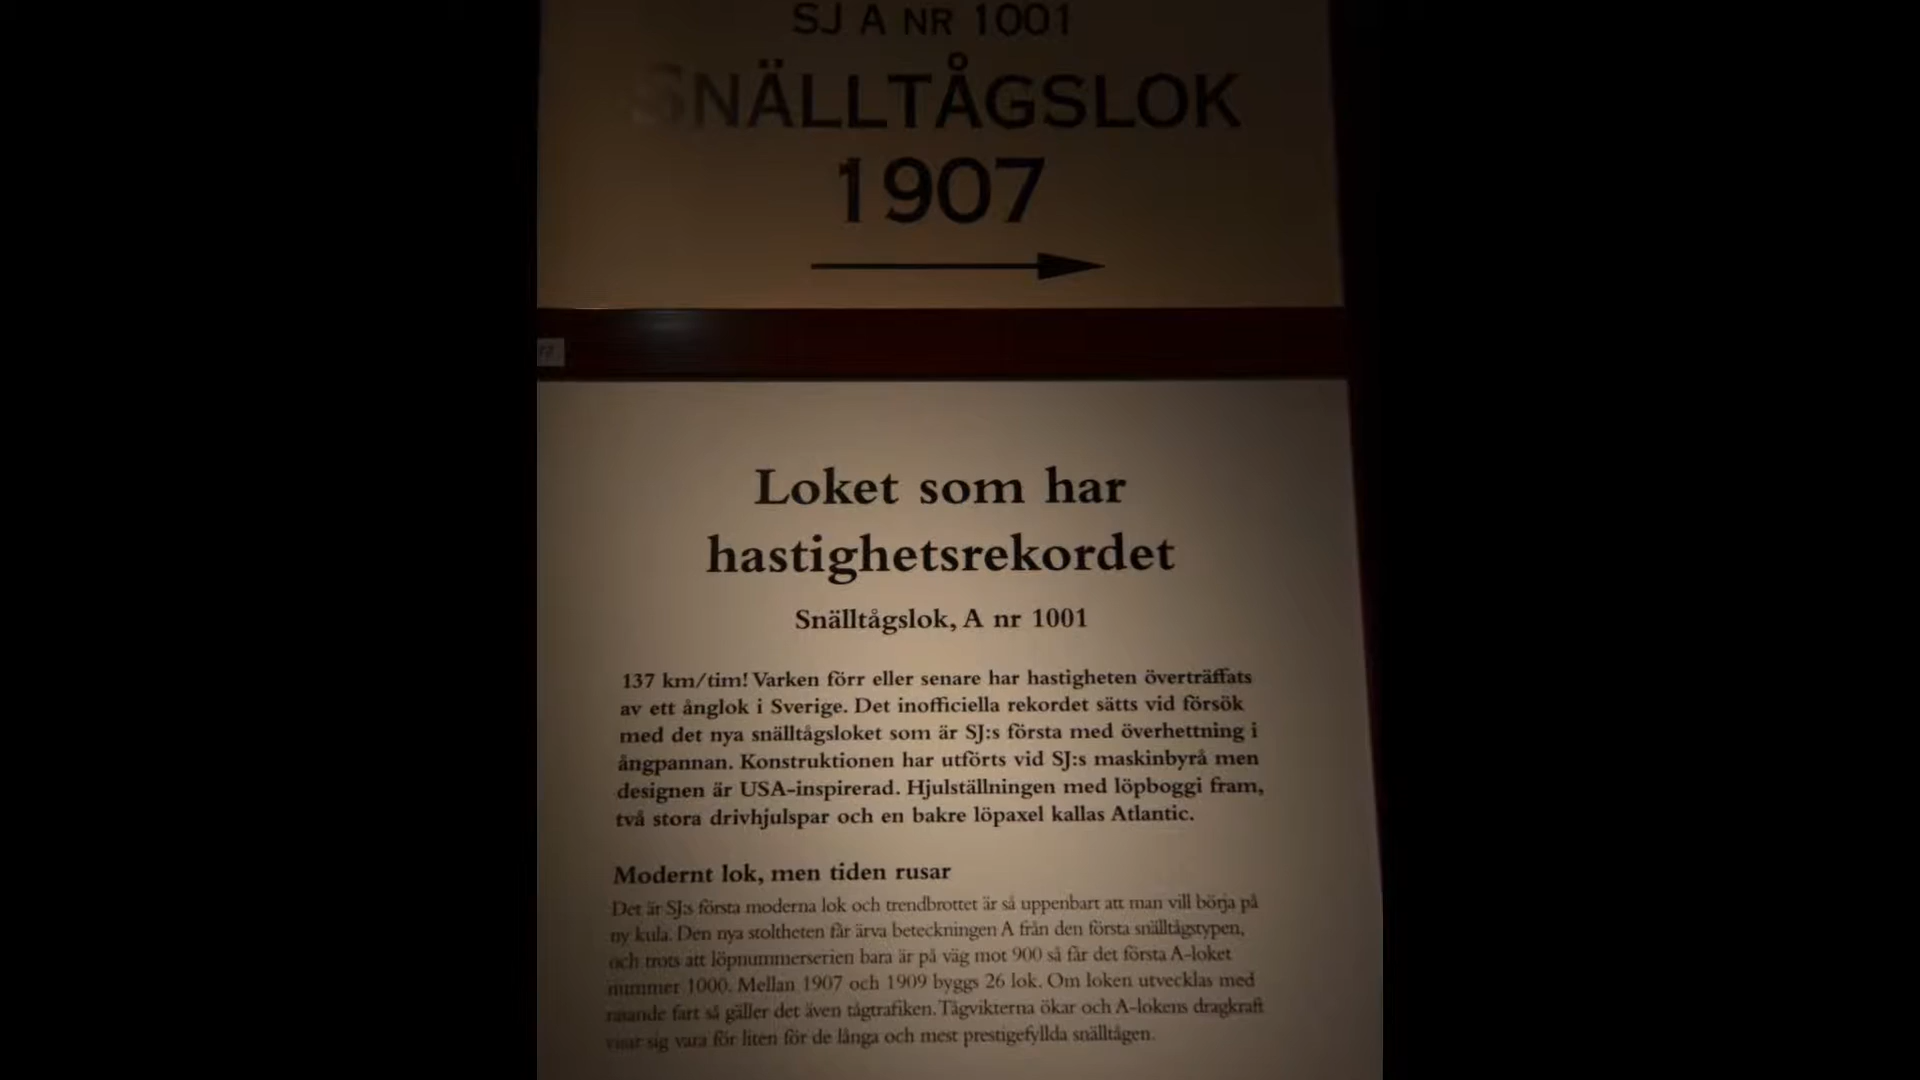 SJ A NR 1001
SNÄLLTÅGSLOK
1907
17
Loket som har
hastighetsrekordet
Snälltågslok, A nr 1001
137 km/tim! Varken förr eller senare har hastigheten överträffats
av ett ånglok i Sverige. Det inofficiella rekordet sätts vid försök
med det nya snälltågsloket som är SJ:s första med överhettning i
ångpannan. Konstruktionen har utförts vid SJ:s maskinbyrå men
designen är USA-inspirerad. Hjulställningen med löpboggi fram,
två stora drivhjulspar och en bakre löpaxel kallas Atlantic.
Modernt lok, men tiden rusar
Det är SJ:s första moderna lok och trendbrottet är så uppenbart att man vill börja på
ny kula. Den nya stoltheten får ärva beteckningen A från den första snälltågstypen,
och trots att löpnummerserien bara är på väg mot 900 så får det första A-loket
nummer 1000. Mellan 1907 och 1909 byggs 26 lok. Om loken utvecklas med
rasande fart så gäller det även tågtrafiken. Tågvikterna ökar och A-lokens dragkraft
visar sig vara för liten för de långa och mest prestigefyllda snälltågen.